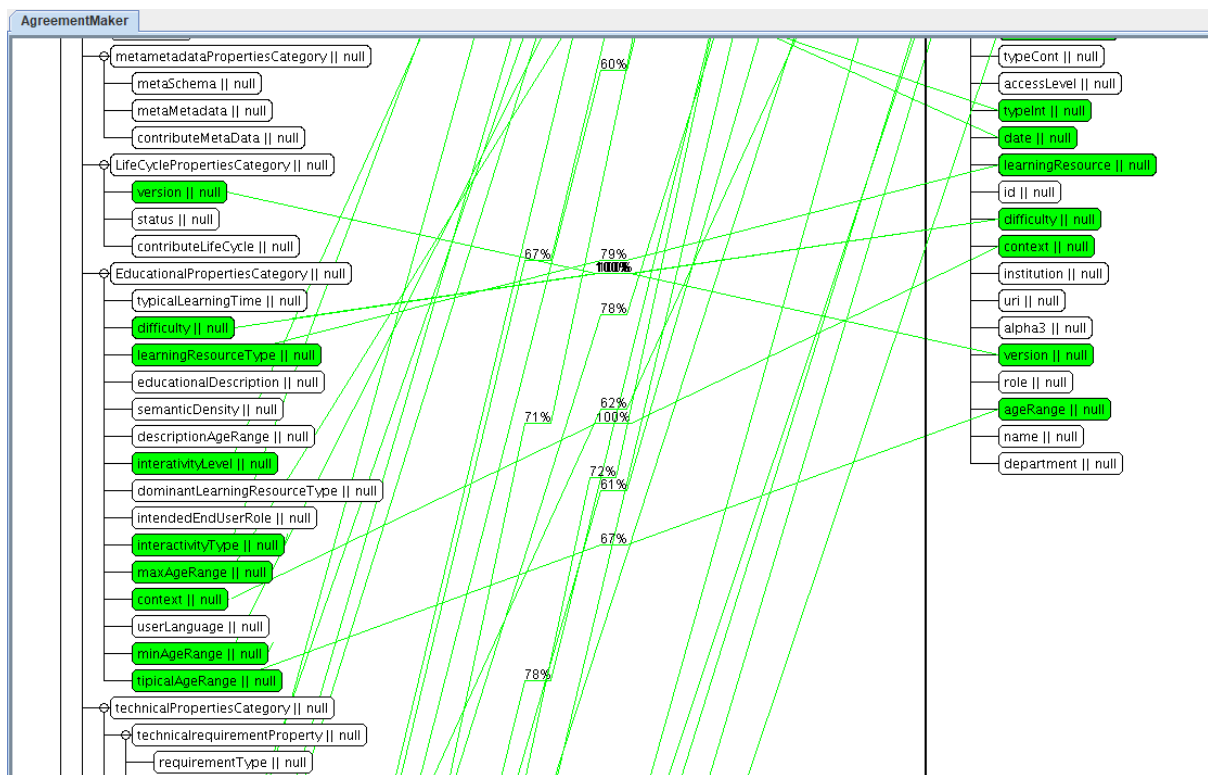 AgreementMaker
metametadataPropertiesCategory || null
metaSchema || null
metaMetadata || null
contributeMetaData || null
LifeCyclePropertiesCategory || null
version || null
status || null
contributeLifeCycle || null
EducationalPropertiesCategory || null
typicalLearningTime || null
difficulty || null
learningResourceType || null
educationalDescription || null
semanticDensity || null
descriptionAgeRange || null
interativityLevel || null
dominantLearningResourceType || null
intendedEndUserRole || null
interactivityType || null
maxAgeRange || null
context || null
userLanguage || null
minAgeRange || null
tipicalAgeRange || null
technicalPropertiesCategory || null
technicalrequirementProperty || null
requirementType || null
60%
67%
79%
100%
78%
62%
71%
100%
72%
61%
67%
78%
typeCont || null
accessLevel || null
typeInt || null
date || null
learningResource || null
id || null
difficulty || null
context || null
institution || null
uri || null
alpha3 || null
version || null
role || null
ageRange || null
name || null
department || null